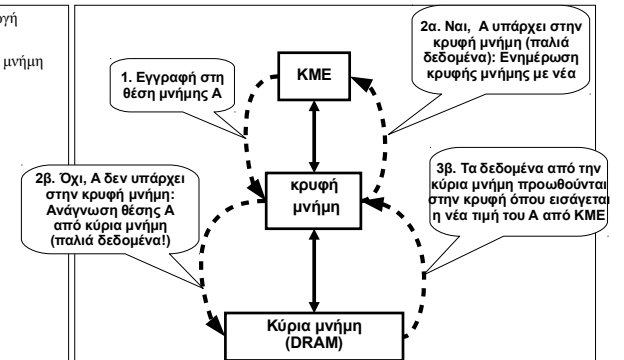 ογή
μνήμη
1. Εγγραφή στη
θέση μνήμης Α
ΚΜΕ
2α. Ναι, Α υπάρχει στην
κρυφή μνήμη (παλιά
δεδομένα): Ενημέρωση
κρυφής μνήμης με νέα
2β. Όχι, Α δεν υπάρχει
στην κρυφή μνήμη:
Ανάγνωση θέσης Α
από κύρια μνήμη
(παλιά δεδομένα!)
κρυφή
μνήμη
3β. Τα δεδομένα από την
κύρια μνήμη προωθούνται
στην κρυφή όπου εισάγεται
η νέα τιμή του Α από ΚΜΕ
Κύρια μνήμη
(DRAM)